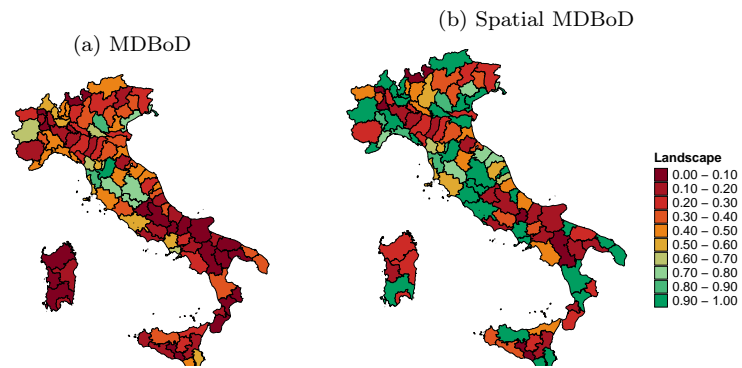 (a) MDBoD
(b) Spatial MDBoD
Landscape
0.00 – 0.10
0.10 – 0.20
0.20 – 0.30
0.30 – 0.40
0.40 – 0.50
0.50 – 0.60
0.60 – 0.70
0.70 – 0.80
0.80 – 0.90
0.90 – 1.00